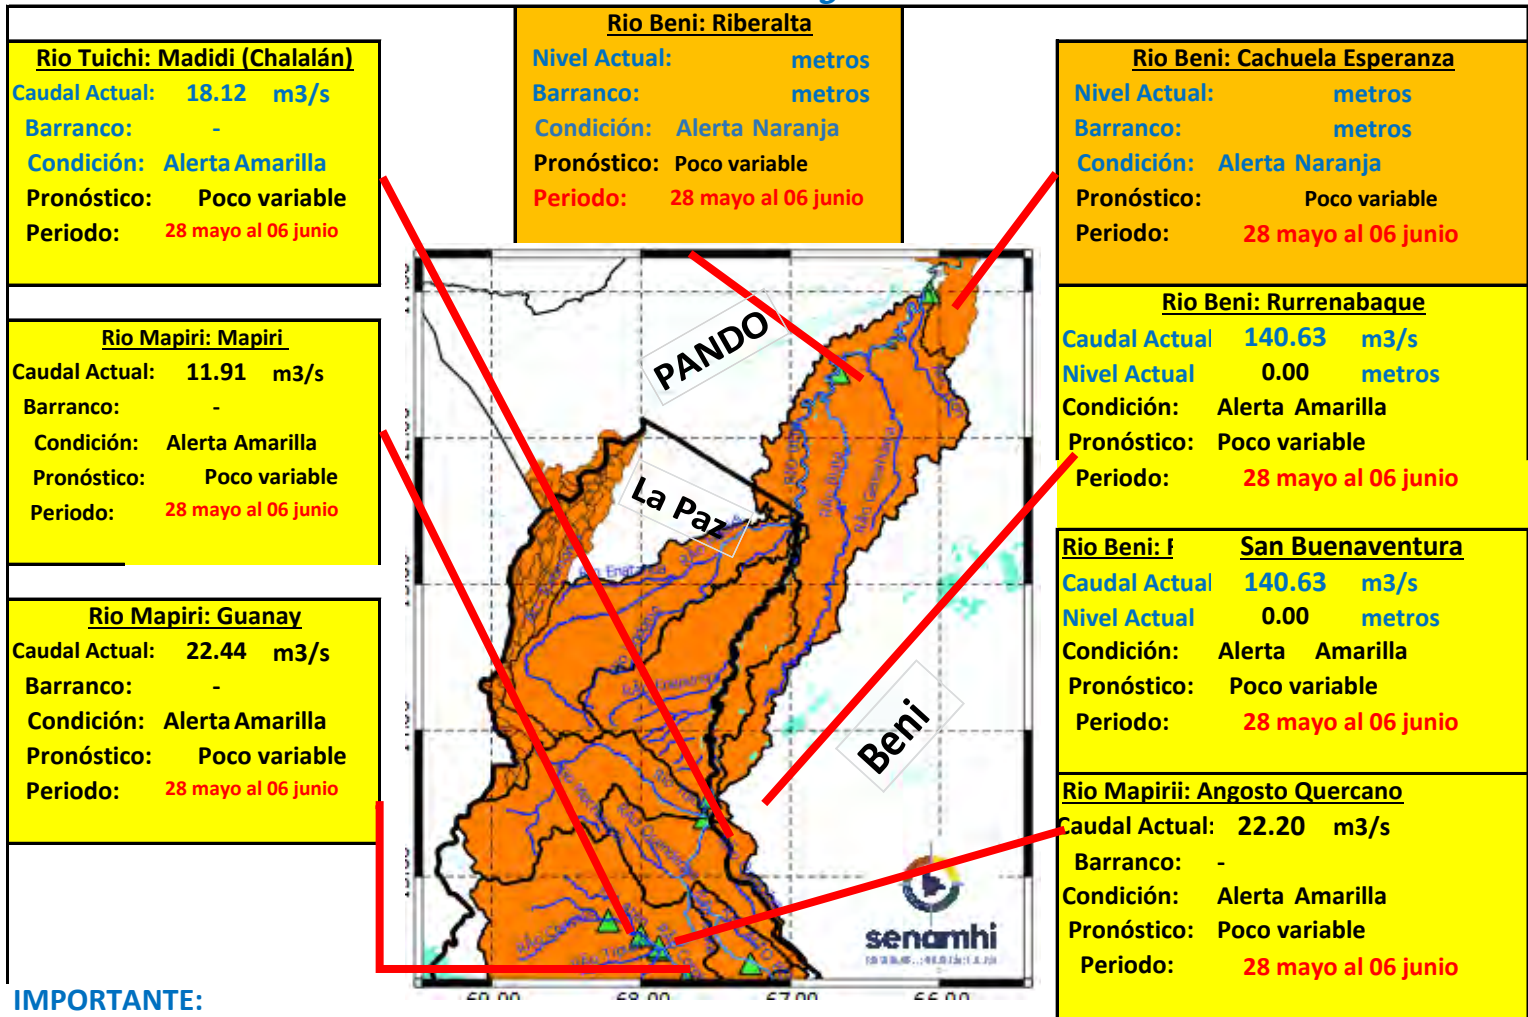 Rio Tuichi: Madidi (Chalalán)
Caudal Actual: 18.12 m3/s
Barranco: -
Condición: Alerta Amarilla
Pronóstico: Poco variable
Periodo: 28 mayo al 06 junio
Rio Mapiri: Mapiri
Caudal Actual: 11.91 m3/s
Barranco: -
Condición: Alerta Amarilla
Pronóstico: Poco variable
Periodo: 28 mayo al 06 junio
Rio Mapiri: Guanay
Caudal Actual: 22.44 m3/s
Barranco: -
Condición: Alerta Amarilla
Pronóstico: Poco variable
Periodo: 28 mayo al 06 junio
IMPORTANTE:
Rio Beni: Riberalta
Nivel Actual: metros
Barranco: metros
Condición: Alerta Naranja
Pronóstico: Poco variable
Periodo: 28 mayo al 06 junio
PANDO
La Paz
Beni
senamhi
69.00 68.00 67.00 66.00
Rio Beni: Cachuela Esperanza
Nivel Actual: metros
Barranco: metros
Condición: Alerta Naranja
Pronóstico: Poco variable
Periodo: 28 mayo al 06 junio
Rio Beni: Rurrenabaque
Caudal Actual 140.63 m3/s
Nivel Actual 0.00 metros
Condición: Alerta Amarilla
Pronóstico: Poco variable
Periodo: 28 mayo al 06 junio
Rio Beni: San Buenaventura
Caudal Actual 140.63 m3/s
Nivel Actual 0.00 metros
Condición: Alerta Amarilla
Pronóstico: Poco variable
Periodo: 28 mayo al 06 junio
Rio Mapirii: Angosto Quercano
Caudal Actual: 22.20 m3/s
Barranco: -
Condición: Alerta Amarilla
Pronóstico: Poco variable
Periodo: 28 mayo al 06 junio